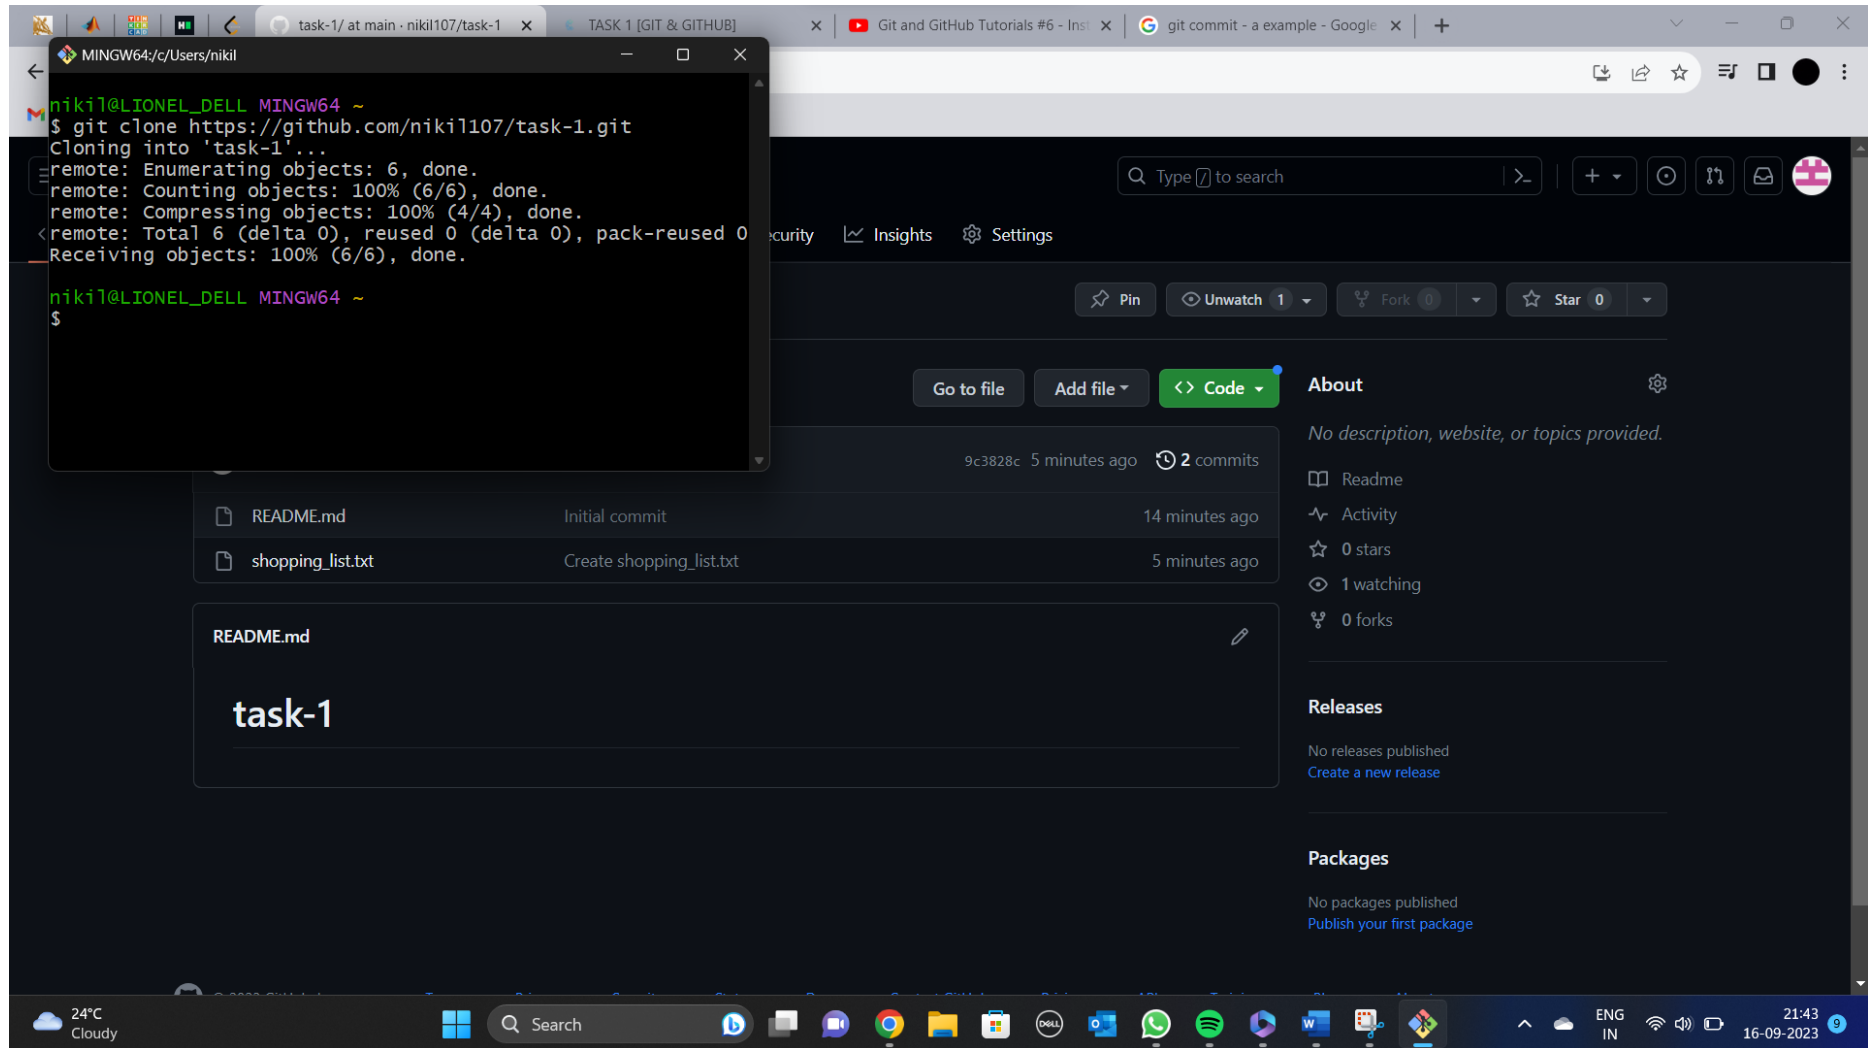 task-1/ at main · nikil107/task-1
TASK 1 [GIT & GITHUB]
Git and GitHub Tutorials #6 - Inst
git commit - a example - Google
MINGW64:/c/Users/nikil
nikil@LIONEL_DELL MINGW64 ~
$ git clone https://github.com/nikil107/task-1.git
Cloning into 'task-1'...
remote: Enumerating objects: 6, done.
remote: Counting objects: 100% (6/6), done.
remote: Compressing objects: 100% (4/4), done.
remote: Total 6 (delta 0), reused 0 (delta 0), pack-reused 0
Receiving objects: 100% (6/6), done.
nikil@LIONEL_DELL MINGW64 ~
$
Type / to search
ecurity Insights Settings
Pin Unwatch 1 Fork 0 Star 0
Go to file Add file Code
9c3828c 5 minutes ago 2 commits
README.md Initial commit 14 minutes ago
shopping_list.txt Create shopping_list.txt 5 minutes ago
README.md
task-1
About
No description, website, or topics provided.
Readme
Activity
0 stars
1 watching
0 forks
Releases
No releases published
Create a new release
Packages
No packages published
Publish your first package
24°C
Cloudy
Search
DELL
ENG
IN
21:43
16-09-2023
9